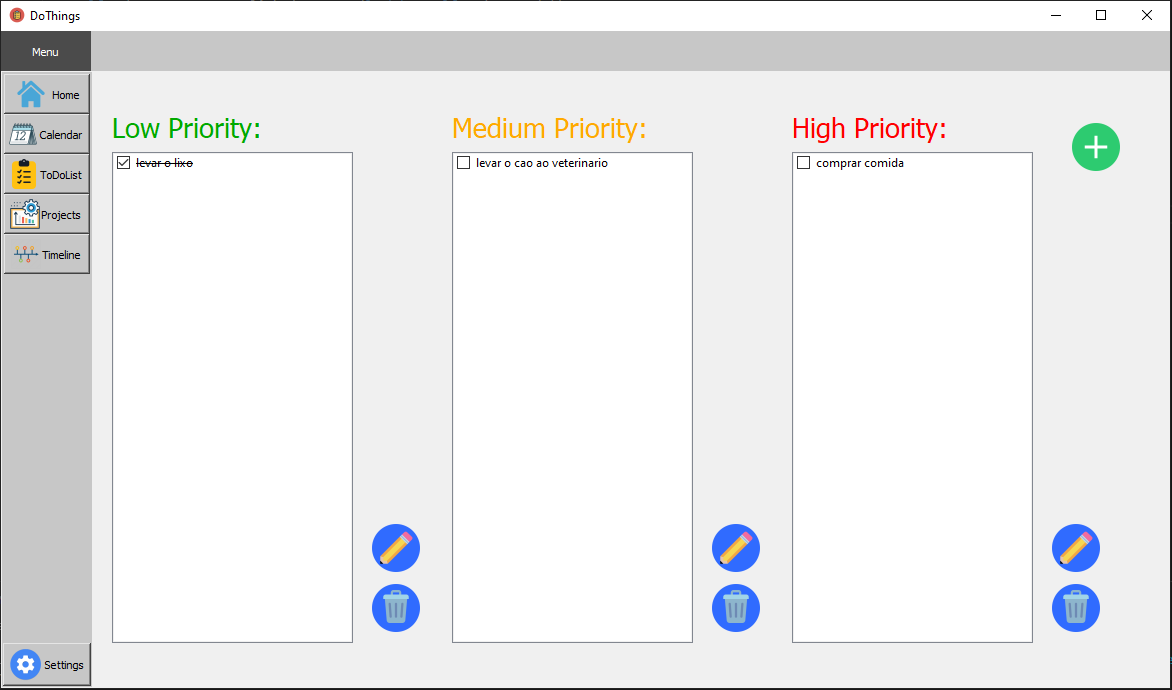 DoThings
Menu
Home
Calendar
12
ToDoList
Projects
Timeline
Settings
Low Priority:
levar o lixo
Medium Priority:
levar o cao ao veterinario
High Priority:
comprar comida